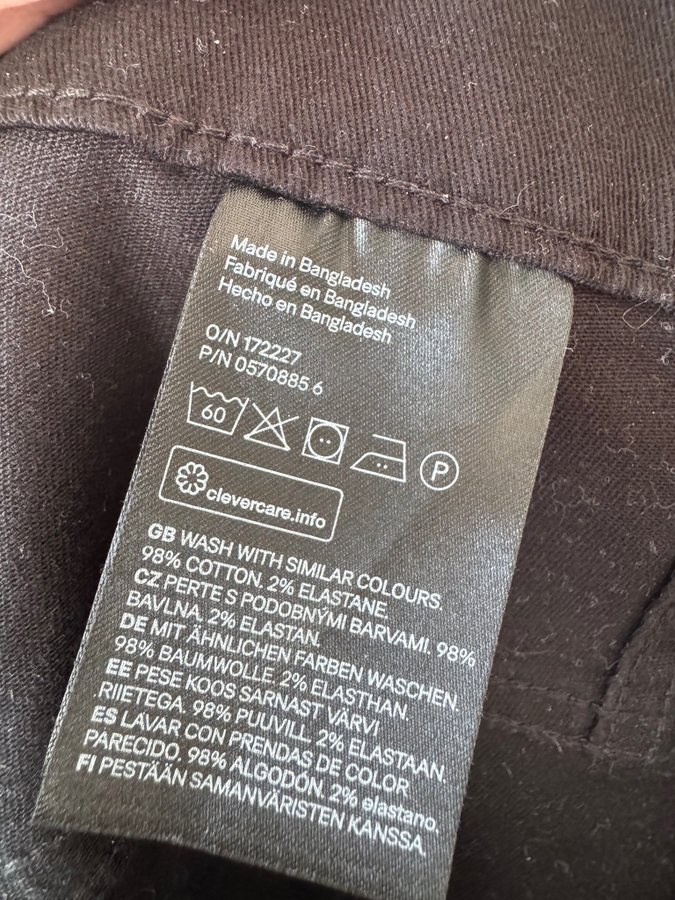 Made in Bangladesh
Fabriqué en Bangladesh
Hecho en Bangladesh
O/N 172227
P/N 0570885 6
60
P
clevercare.info
GB WASH WITH SIMILAR COLOURS.
98% COTTON. 2% ELASTANE
CZ PERTE S PODOBNÝMI BARVAMI. 98%
BAVLNA. 2% ELASTAN.
DE MIT ÄHNLICHEN FARBEN WASCHEN.
98% BAUMWOLLE. 2% ELASTHAN.
EE PESE KOOS SARNAST VÄRVI
RIIETEGA. 98% PUUVILL. 2% ELASTAAN.
ES LAVAR CON PRENDAS DE COLOR
PARECIDO. 98% ALGODÓN. 2% elastano.
FI PESTÄÄN SAMANVÄRISTEN KANSSA.